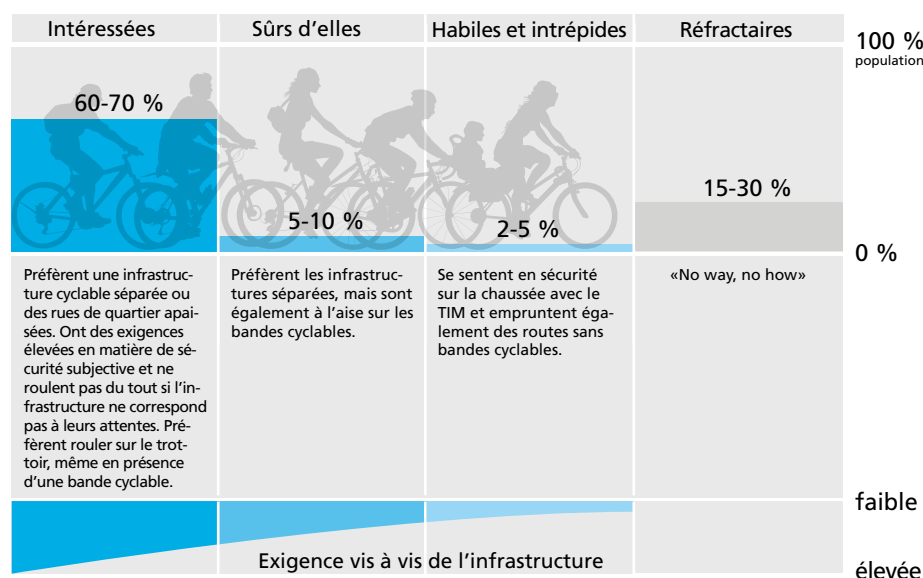 Intéressées
Sûrs d'elles
Habiles et intrépides
Réfractaires
100 %
population
60-70 %
5-10 %
2-5 %
15-30 %
0 %
Préfèrent une infrastruc-
ture cyclable séparée ou
des rues de quartier apai-
sées. Ont des exigences
élevées en matière de sé-
curité subjective et ne
roulent pas du tout si l'in-
frastructure ne correspond
pas à leurs attentes. Pré-
fèrent rouler sur le trot-
toir, même en présence
d'une bande cyclable.
Préfèrent les infrastruc-
tures séparées, mais sont
également à l'aise sur les
bandes cyclables.
Se sentent en sécurité
sur la chaussée avec le
TIM et empruntent éga-
lement des routes sans
bandes cyclables.
«No way, no how»
faible
Exigence vis à vis de l'infrastructure
élevée